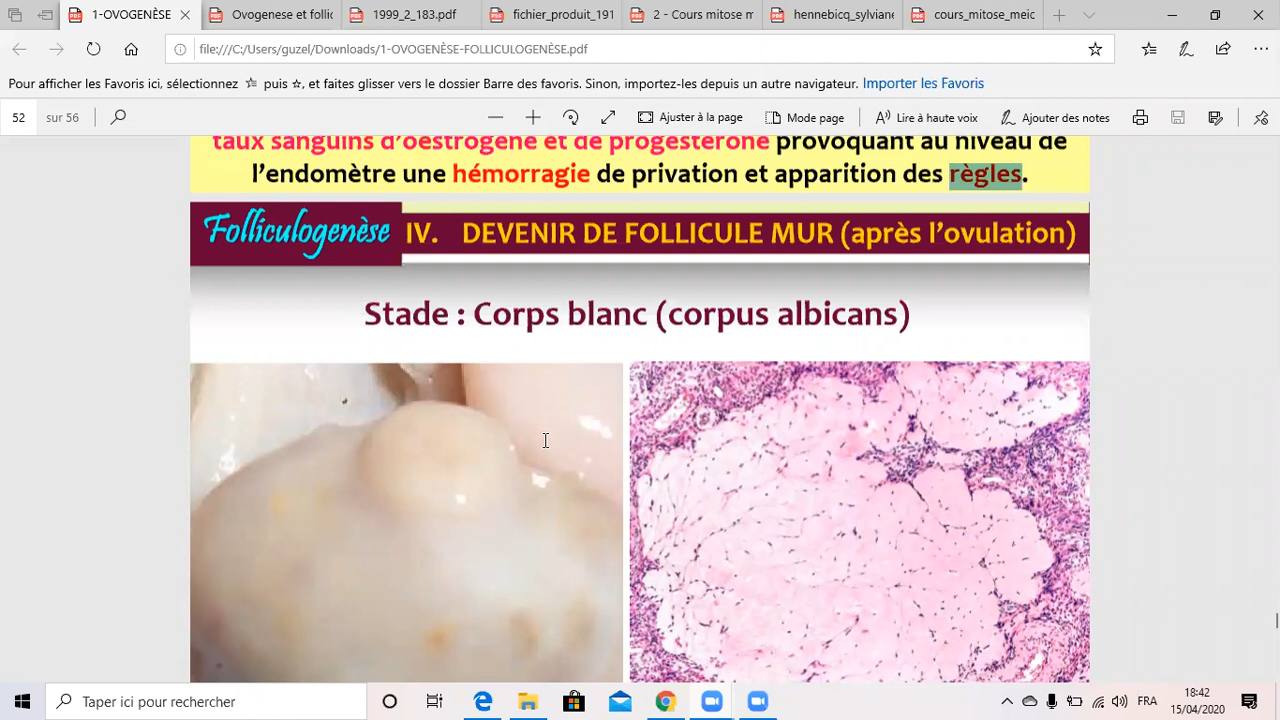 1-OVOGENÈSE
Ovogenese et follic
1999_2_183.pdf
fichier_produit_191
2 - Cours mitose m
hennebicq_sylviane
cours_mitose_meic
file:///C:/Users/guzel/Downloads/1-OVOGENÈSE-FOLLICULOGENÈSE.pdf
Pour afficher les Favoris ici, sélectionnez puis ☆, et faites glisser vers le dossier Barre des favoris. Sinon, importez-les depuis un autre navigateur. Importer les Favoris
52 sur 56
Ajuster à la page
Mode page
Lire à haute voix
Ajouter des notes
taux sanguins d'oestrogène et de progestérone provoquant au niveau de
l'endomètre une hémorragie de privation et apparition des règles.
Folliculogenèse
IV. DEVENIR DE FOLLICULE MUR (après l'ovulation)
Stade : Corps blanc (corpus albicans)
Taper ici pour rechercher
FRA
18:42
15/04/2020